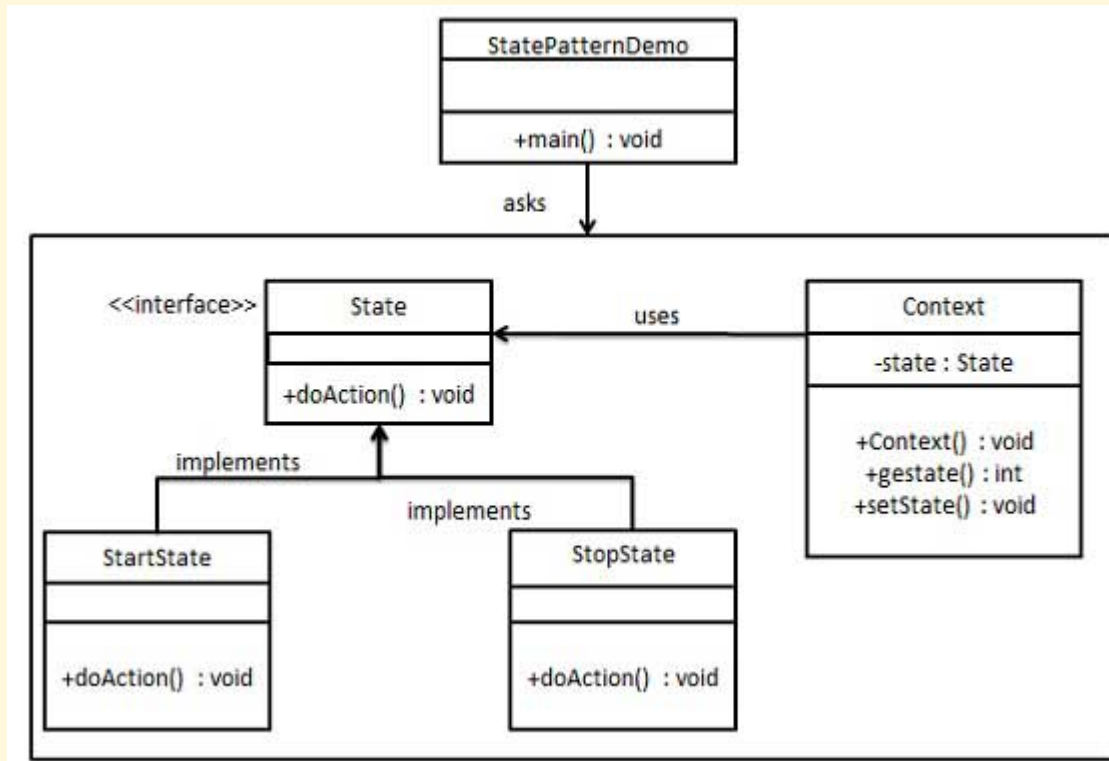 StatePatternDemo
+main() : void
asks
<<interface>>
State
+doAction() : void
uses
Context
-state : State
+Context() : void
+gestate() : int
+setState() : void
implements
implements
StartState
+doAction() : void
StopState
+doAction() : void